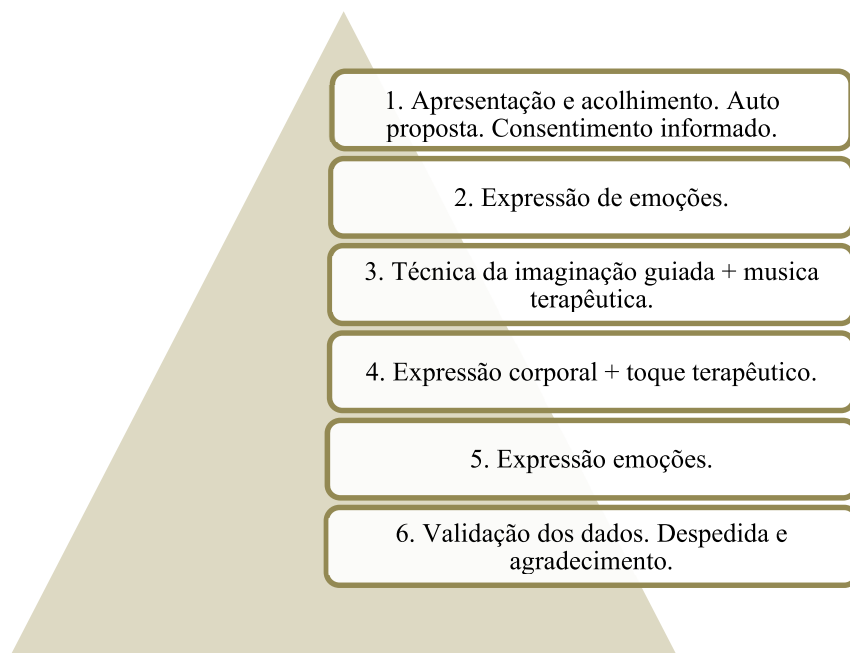 1. Apresentação e acolhimento. Auto
proposta. Consentimento informado.
2. Expressão de emoções.
3. Técnica da imaginação guiada + musica
terapêutica.
4. Expressão corporal + toque terapêutico.
5. Expressão emoções.
6. Validação dos dados. Despedida e
agradecimento.